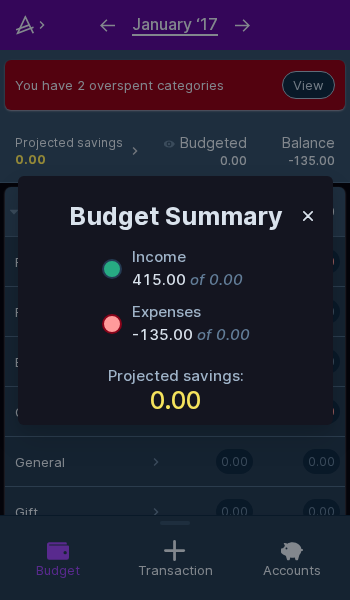 January ‘17
You have 2 overspent categories
View
Projected savings
0.00
Budgeted
0.00
Balance
-135.00
Budget Summary
Income
415.00 of 0.00
Expenses
-135.00 of 0.00
Projected savings:
0.00
General
0.00
0.00
Gift
0.00
0.00
Budget
Transaction
Accounts